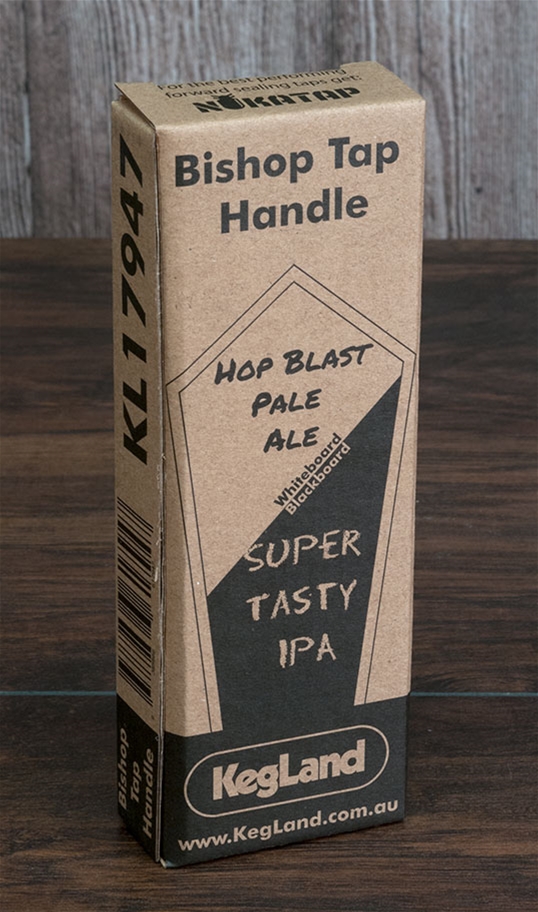 For the best performing
forward sealing taps get:
NUKATAP
Bishop Tap
Handle
KL17947
HOP BLAST
PALE
ALE
Whiteboard
Blackboard
SUPER
TASTY
IPA
Bishop
Tap
Handle
KegLand
www.KegLand.com.au